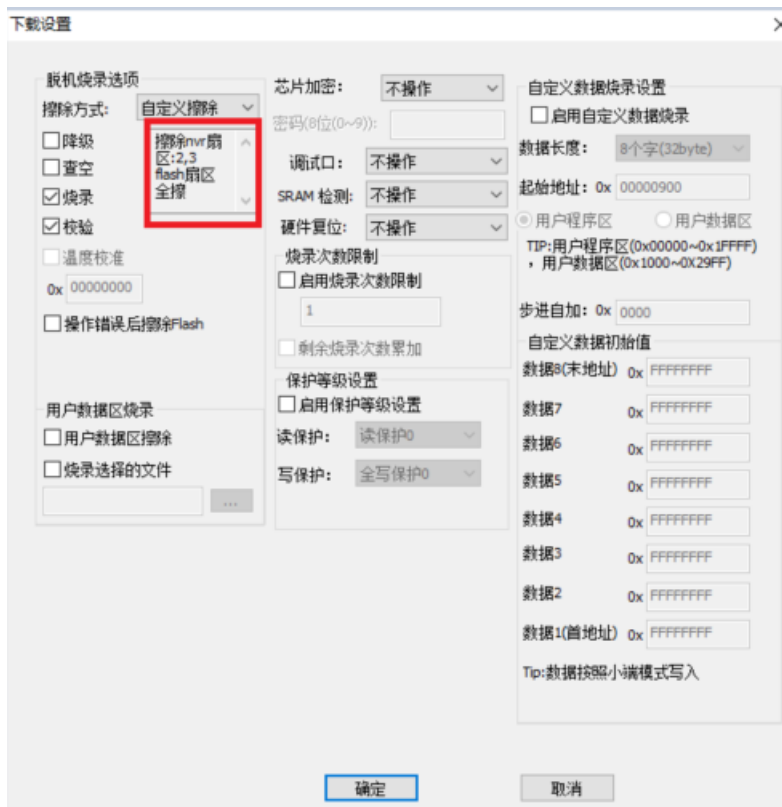 下载设置
脱机烧录选项
擦除方式: 自定义擦除
降级
查空
烧录
校验
擦除nvr扇
区:2,3
flash扇区
全擦
温度校准
0x 00000000
操作错误后擦除Flash
用户数据区烧录
用户数据区擦除
烧录选择的文件
...
芯片加密: 不操作
密码(8位(0~9)):
调试口: 不操作
SRAM 检测: 不操作
硬件复位: 不操作
烧录次数限制
启用烧录次数限制
1
剩余烧录次数累加
保护等级设置
启用保护等级设置
读保护: 读保护0
写保护: 全写保护0
自定义数据烧录设置
启用自定义数据烧录
数据长度: 8个字(32byte)
起始地址: 0x 00000900
用户程序区 用户数据区
TIP:用户程序区(0x00000~0x1FFFF)
,用户数据区(0x1000~0X29FF)
步进自加: 0x 0000
自定义数据初始值
数据8(末地址) 0x FFFFFFFF
数据7 0x FFFFFFFF
数据6 0x FFFFFFFF
数据5 0x FFFFFFFF
数据4 0x FFFFFFFF
数据3 0x FFFFFFFF
数据2 0x FFFFFFFF
数据1(首地址) 0x FFFFFFFF
Tip:数据按照小端模式写入
确定
取消